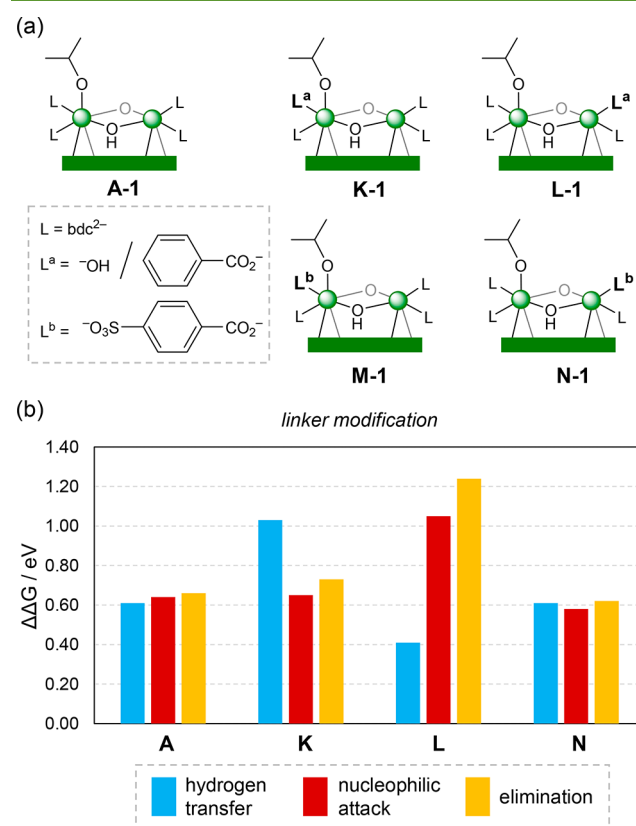 (a)
O
L
L
O
O
H
L
L
A-1
O
Lᵃ
L
O
O
H
L
L
K-1
O
L
L
O
O
H
Lᵃ
L
L-1
L = bdc²⁻
Lᵃ = ⁻OH / CO₂⁻
Lᵇ = ⁻O₃S CO₂⁻
O
Lᵇ
L
O
O
H
L
L
M-1
O
L
L
O
O
H
Lᵇ
L
N-1
(b)
linker modification
ΔΔG / eV
1.40
1.20
1.00
0.80
0.60
0.40
0.20
0.00
A K L N
hydrogen transfer
nucleophilic attack
elimination